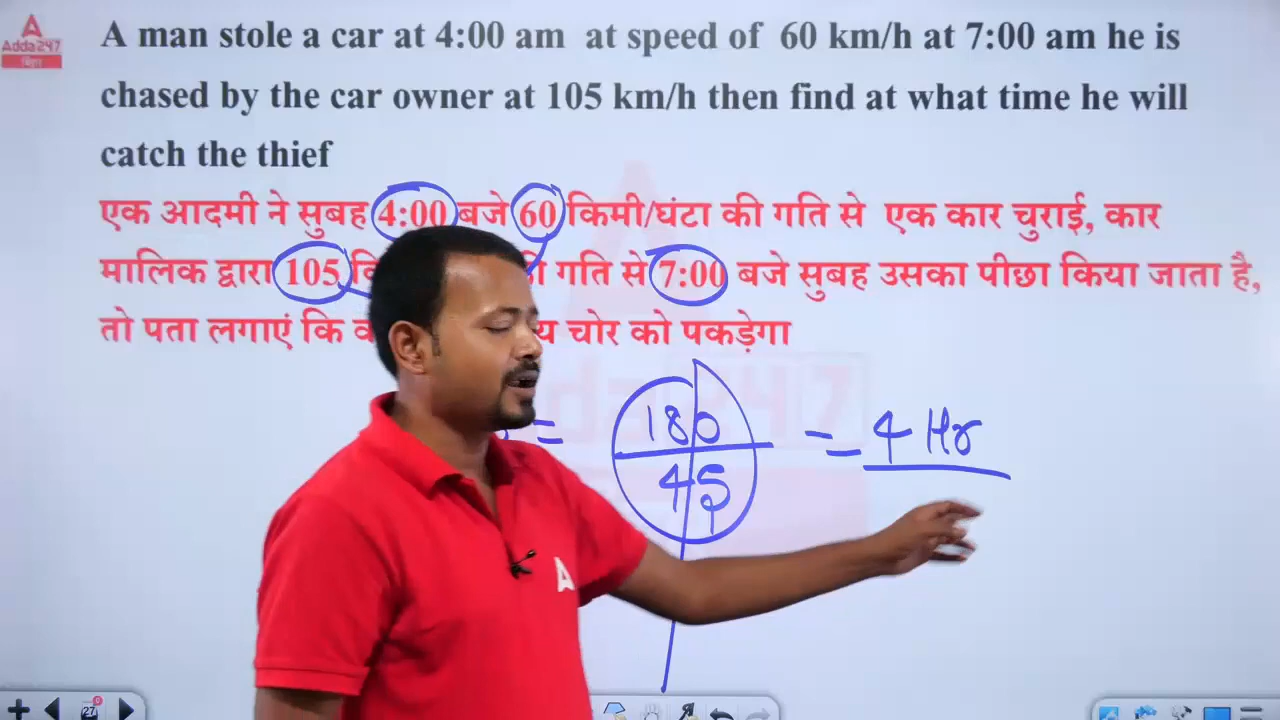 A
Adda247
बिहार
A man stole a car at 4:00 am at speed of 60 km/h at 7:00 am he is
chased by the car owner at 105 km/h then find at what time he will
catch the thief
एक आदमी ने सुबह 4:00 बजे 60 किमी/घंटा की गति से एक कार चुराई, कार
मालिक द्वारा 105 गति से 7:00 बजे सुबह उसका पीछा किया जाता है,
तो पता लगाएं कि चोर को पकड़ेगा
= 180 = 4 Hr
45
A
27